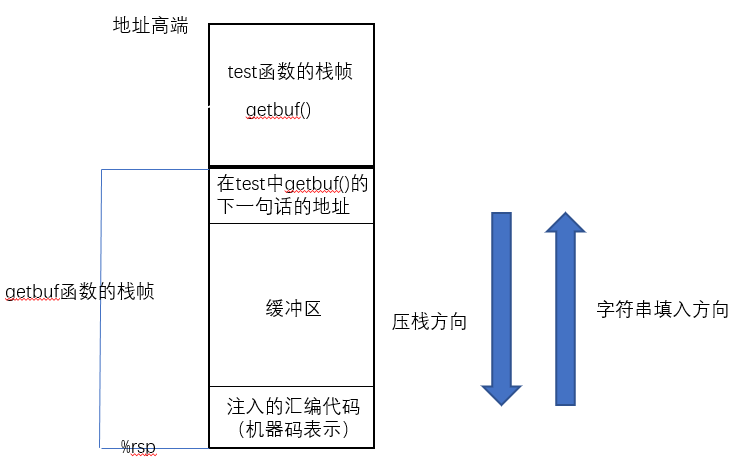 地址高端
test函数的栈帧
getbuf()
在test中getbuf()的
下一句话的地址
getbuf函数的栈帧
缓冲区
压栈方向
字符串填入方向
注入的汇编代码
（机器码表示）
%rsp